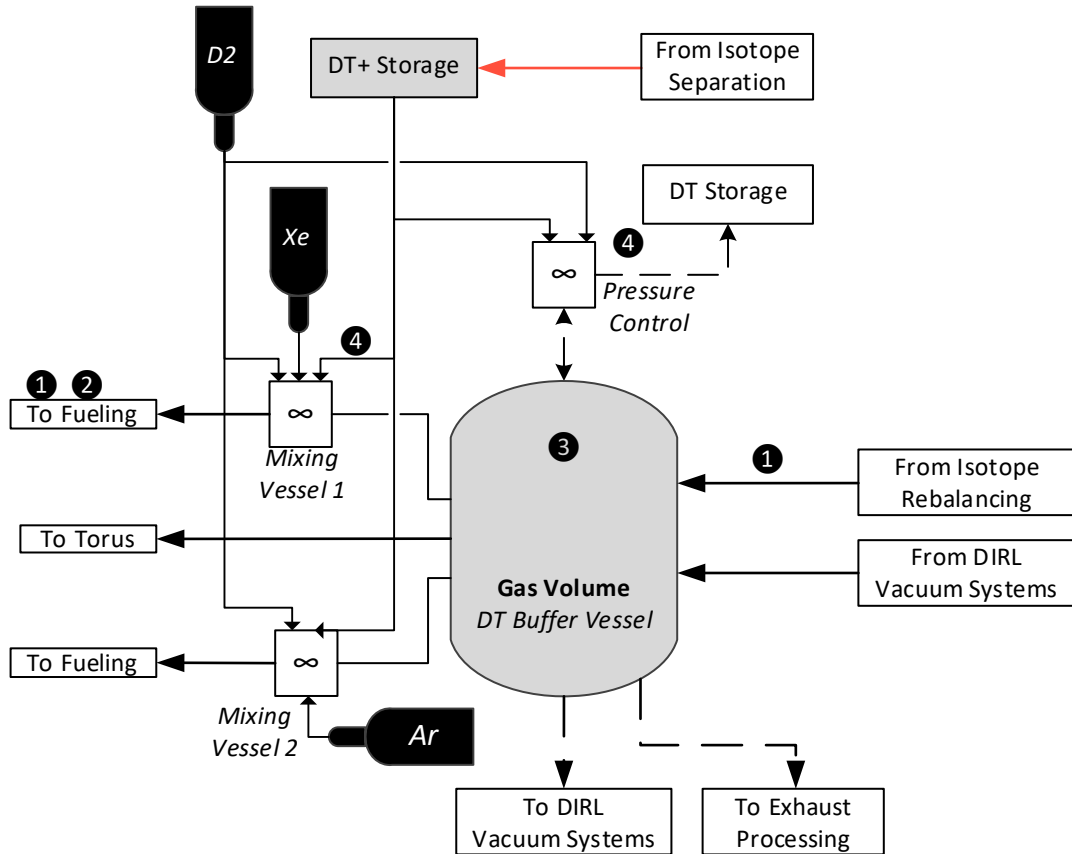 D2
DT+ Storage
From Isotope
Separation
DT Storage
Xe
∞
4
Pressure
Control
4
1 2
To Fueling
∞
Mixing
Vessel 1
3
1
From Isotope
Rebalancing
To Torus
From DIRL
Vacuum Systems
Gas Volume
DT Buffer Vessel
To Fueling
∞
Mixing
Vessel 2
Ar
To DIRL
Vacuum Systems
To Exhaust
Processing